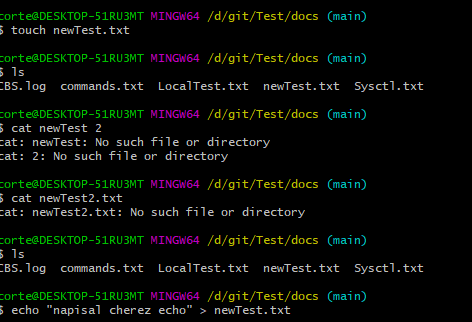 corte@DESKTOP-51RU3MT MINGW64 /d/git/Test/docs (main)
$ touch newTest.txt
corte@DESKTOP-51RU3MT MINGW64 /d/git/Test/docs (main)
$ ls
CBS.log commands.txt LocalTest.txt newTest.txt Sysctl.txt
corte@DESKTOP-51RU3MT MINGW64 /d/git/Test/docs (main)
$ cat newTest 2
cat: newTest: No such file or directory
cat: 2: No such file or directory
corte@DESKTOP-51RU3MT MINGW64 /d/git/Test/docs (main)
$ cat newTest2.txt
cat: newTest2.txt: No such file or directory
corte@DESKTOP-51RU3MT MINGW64 /d/git/Test/docs (main)
$ ls
CBS.log commands.txt LocalTest.txt newTest.txt Sysctl.txt
corte@DESKTOP-51RU3MT MINGW64 /d/git/Test/docs (main)
$ echo "napisal cherez echo" > newTest.txt